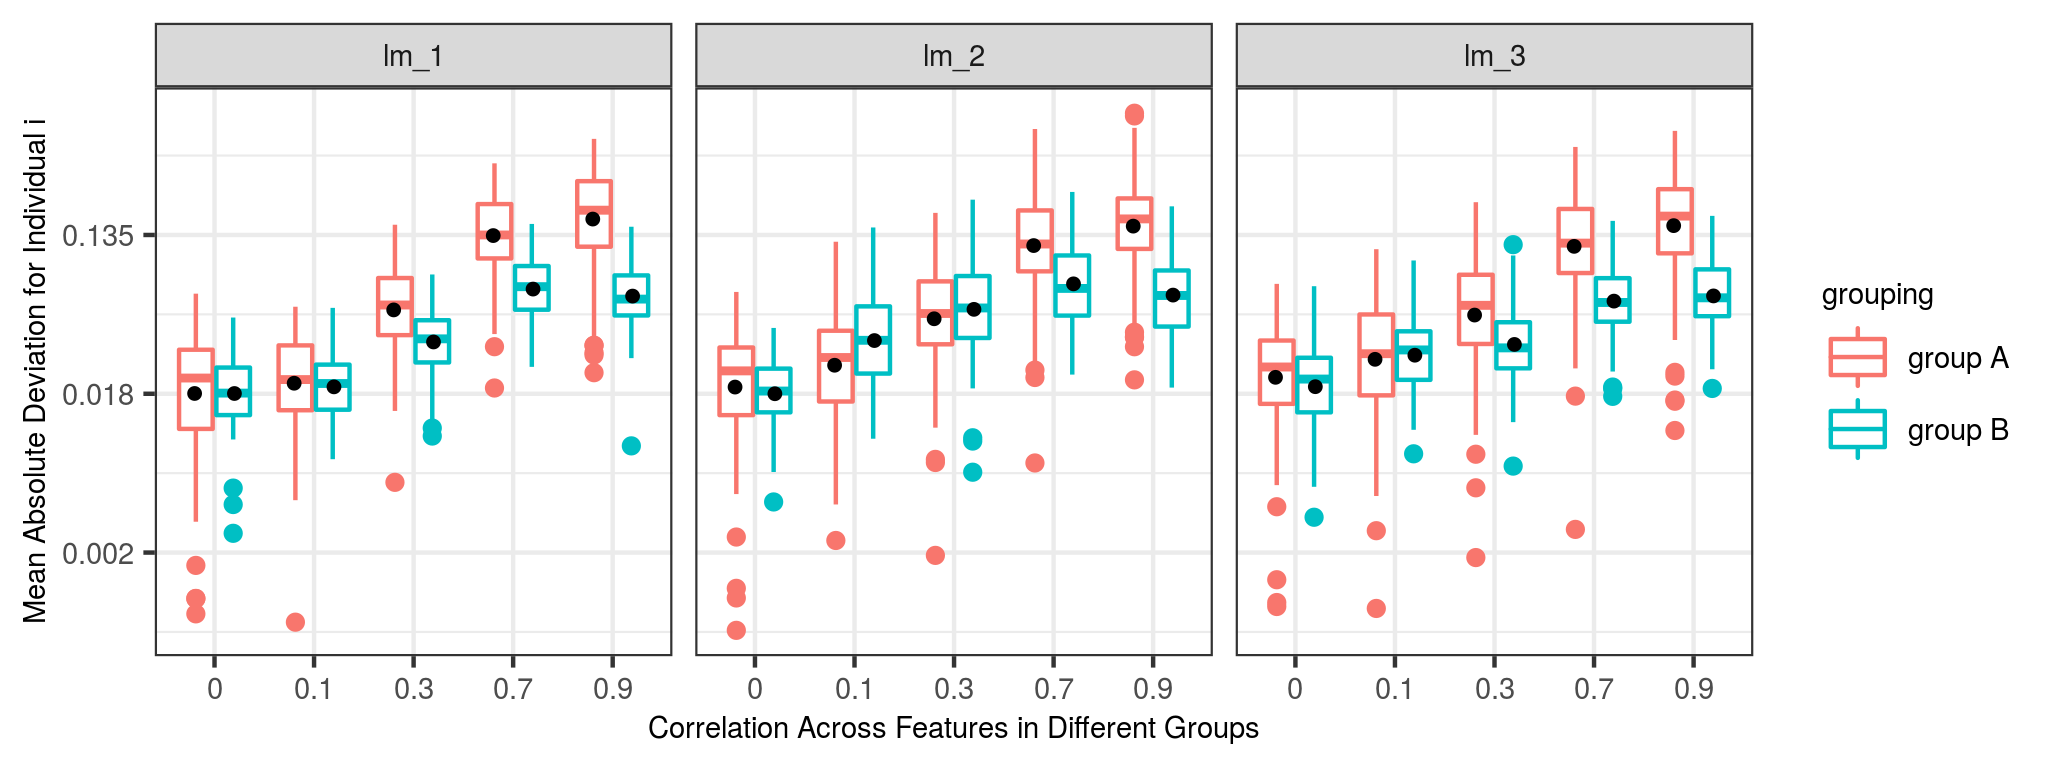 lm_1
lm_2
lm_3
Mean Absolute Deviation for Individual i
0.135
0.018
0.002
0 0.1 0.3 0.7 0.9
0 0.1 0.3 0.7 0.9
0 0.1 0.3 0.7 0.9
Correlation Across Features in Different Groups
grouping
group A
group B